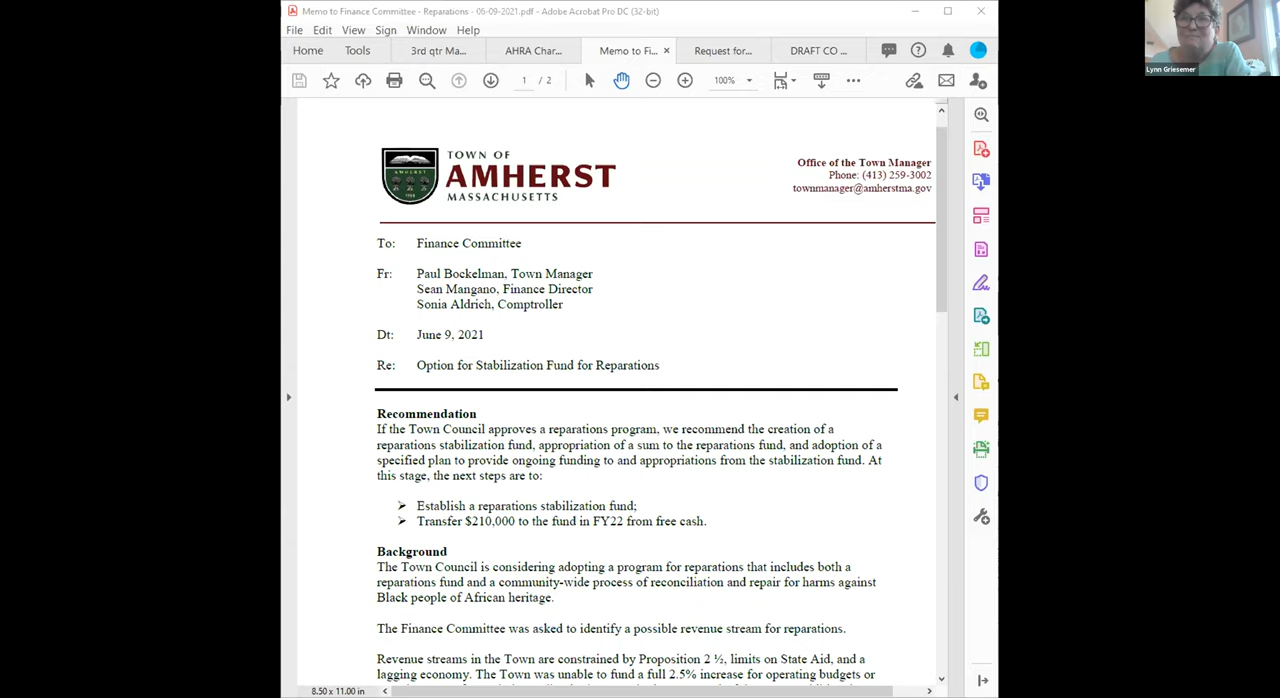 Memo to Finance Committee - Reparations - 06-09-2021.pdf - Adobe Acrobat Pro DC (32-bit)
File Edit View Sign Window Help
Home Tools 3rd qtr Ma... AHRA Char... Memo to Fi... × Request for... DRAFT CO ...
1 / 2 100%
Lynn Griesemer
TOWN OF
AMHERST
MASSACHUSETTS
AMHERST
Office of the Town Manager
Phone: (413) 259-3002
townmanager@amherstma.gov
To: Finance Committee
Fr: Paul Bockelman, Town Manager
Sean Mangano, Finance Director
Sonia Aldrich, Comptroller
Dt: June 9, 2021
Re: Option for Stabilization Fund for Reparations
Recommendation
If the Town Council approves a reparations program, we recommend the creation of a
reparations stabilization fund, appropriation of a sum to the reparations fund, and adoption of a
specified plan to provide ongoing funding to and appropriations from the stabilization fund. At
this stage, the next steps are to:
➢ Establish a reparations stabilization fund;
➢ Transfer $210,000 to the fund in FY22 from free cash.
Background
The Town Council is considering adopting a program for reparations that includes both a
reparations fund and a community-wide process of reconciliation and repair for harms against
Black people of African heritage.
The Finance Committee was asked to identify a possible revenue stream for reparations.
Revenue streams in the Town are constrained by Proposition 2 ½, limits on State Aid, and a
lagging economy. The Town was unable to fund a full 2.5% increase for operating budgets or
8.50 x 11.00 in